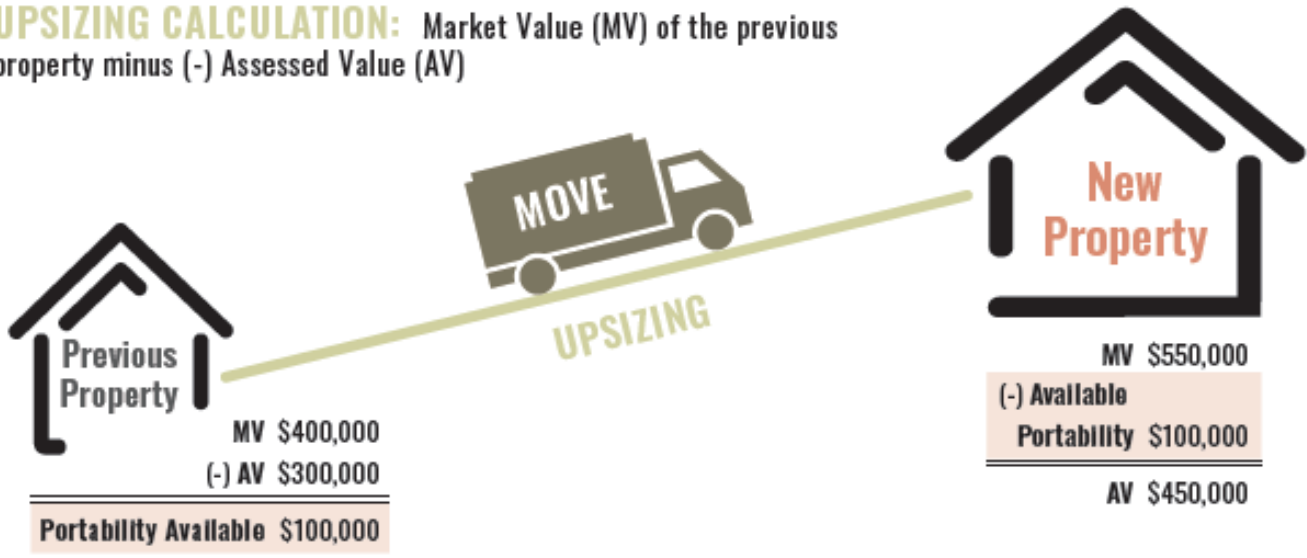 UPSIZING CALCULATION: Market Value (MV) of the previous
property minus (-) Assessed Value (AV)
MOVE
UPSIZING
Previous
Property
MV $400,000
(-) AV $300,000
Portability Available $100,000
New
Property
MV $550,000
(-) Available
Portability $100,000
AV $450,000